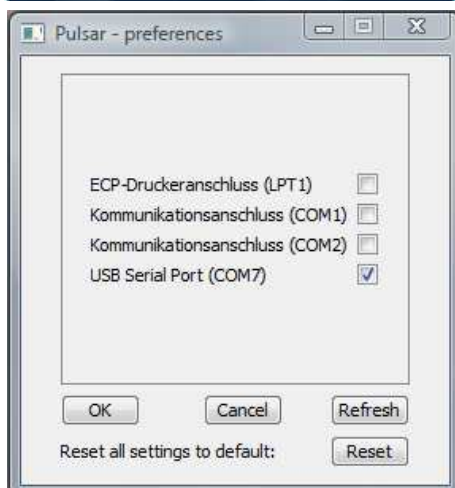 Pulsar - preferences
ECP-Druckeranschluss (LPT1)
Kommunikationsanschluss (COM1)
Kommunikationsanschluss (COM2)
USB Serial Port (COM7)
OK Cancel Refresh
Reset all settings to default: Reset